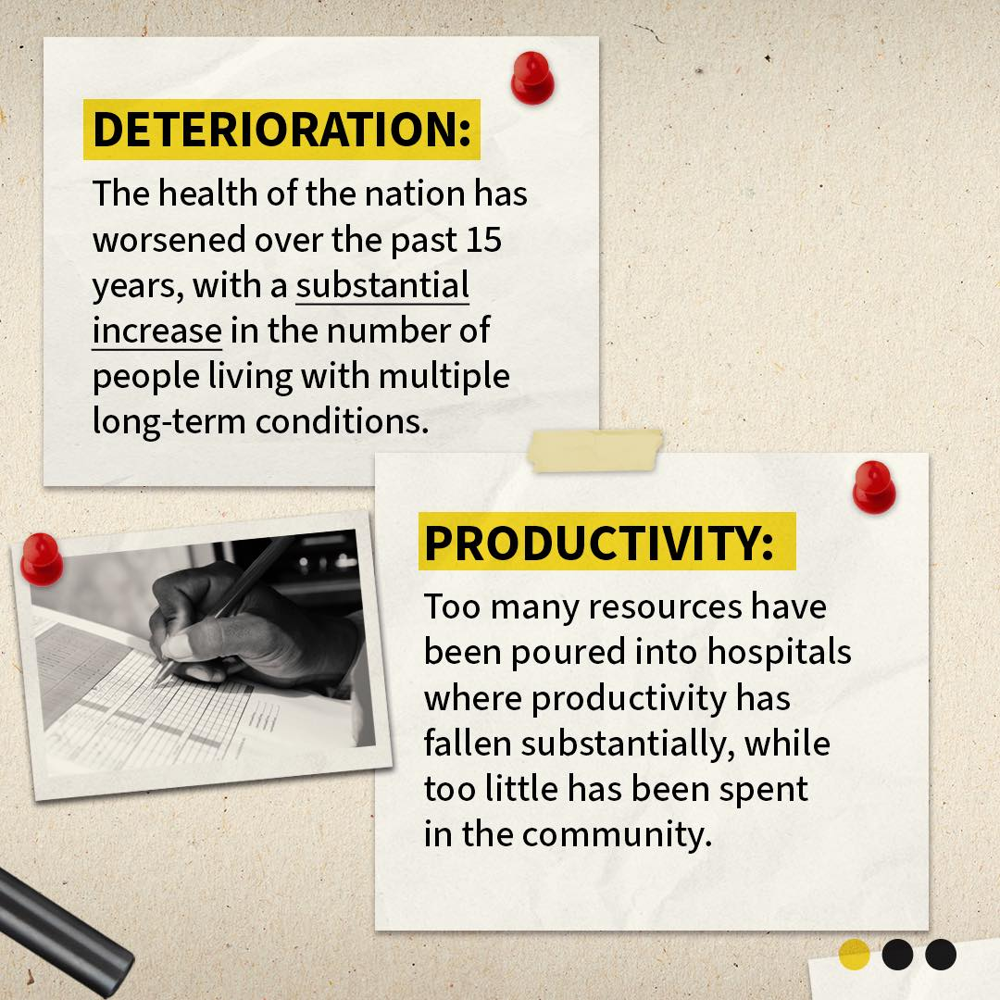 DETERIORATION:
The health of the nation has
worsened over the past 15
years, with a substantial
increase in the number of
people living with multiple
long-term conditions.
PRODUCTIVITY:
Too many resources have
been poured into hospitals
where productivity has
fallen substantially, while
too little has been spent
in the community.